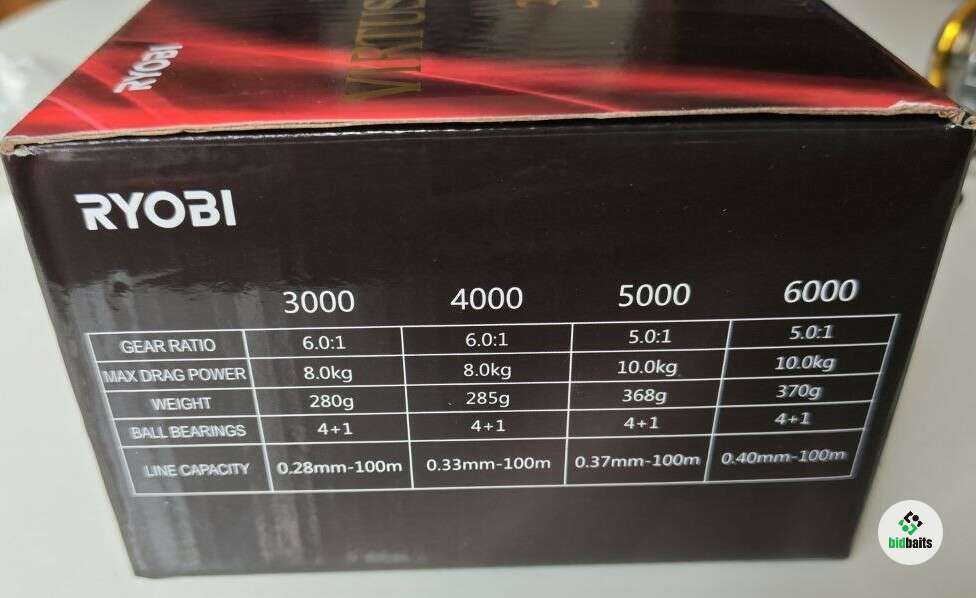 RYOBI
VIRTUS
RYOBI
3000 4000 5000 6000
GEAR RATIO 6.0:1 6.0:1 5.0:1 5.0:1
MAX DRAG POWER 8.0kg 8.0kg 10.0kg 10.0kg
WEIGHT 280g 285g 368g 370g
BALL BEARINGS 4+1 4+1 4+1 4+1
LINE CAPACITY 0.28mm-100m 0.33mm-100m 0.37mm-100m 0.40mm-100m
bidbaits